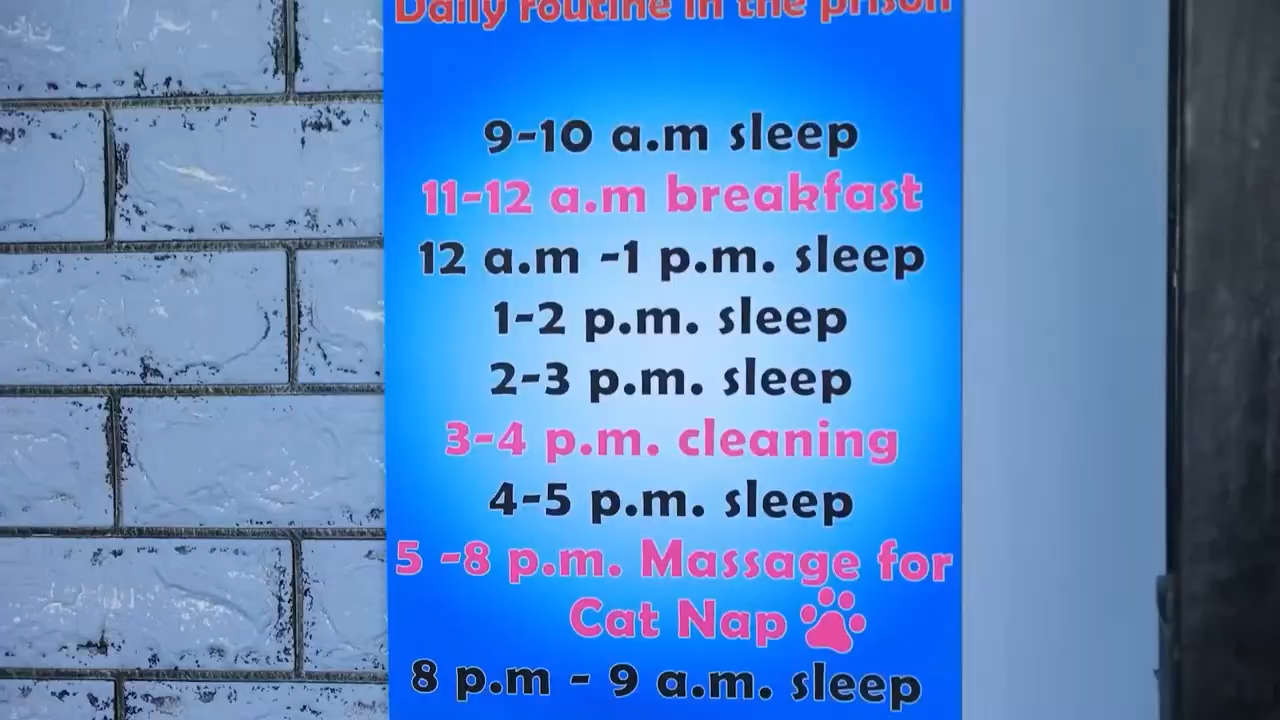 Daily routine in the prison
9-10 a.m sleep
11-12 a.m breakfast
12 a.m -1 p.m. sleep
1-2 p.m. sleep
2-3 p.m. sleep
3-4 p.m. cleaning
4-5 p.m. sleep
5 -8 p.m. Massage for
Cat Nap
8 p.m - 9 a.m. sleep